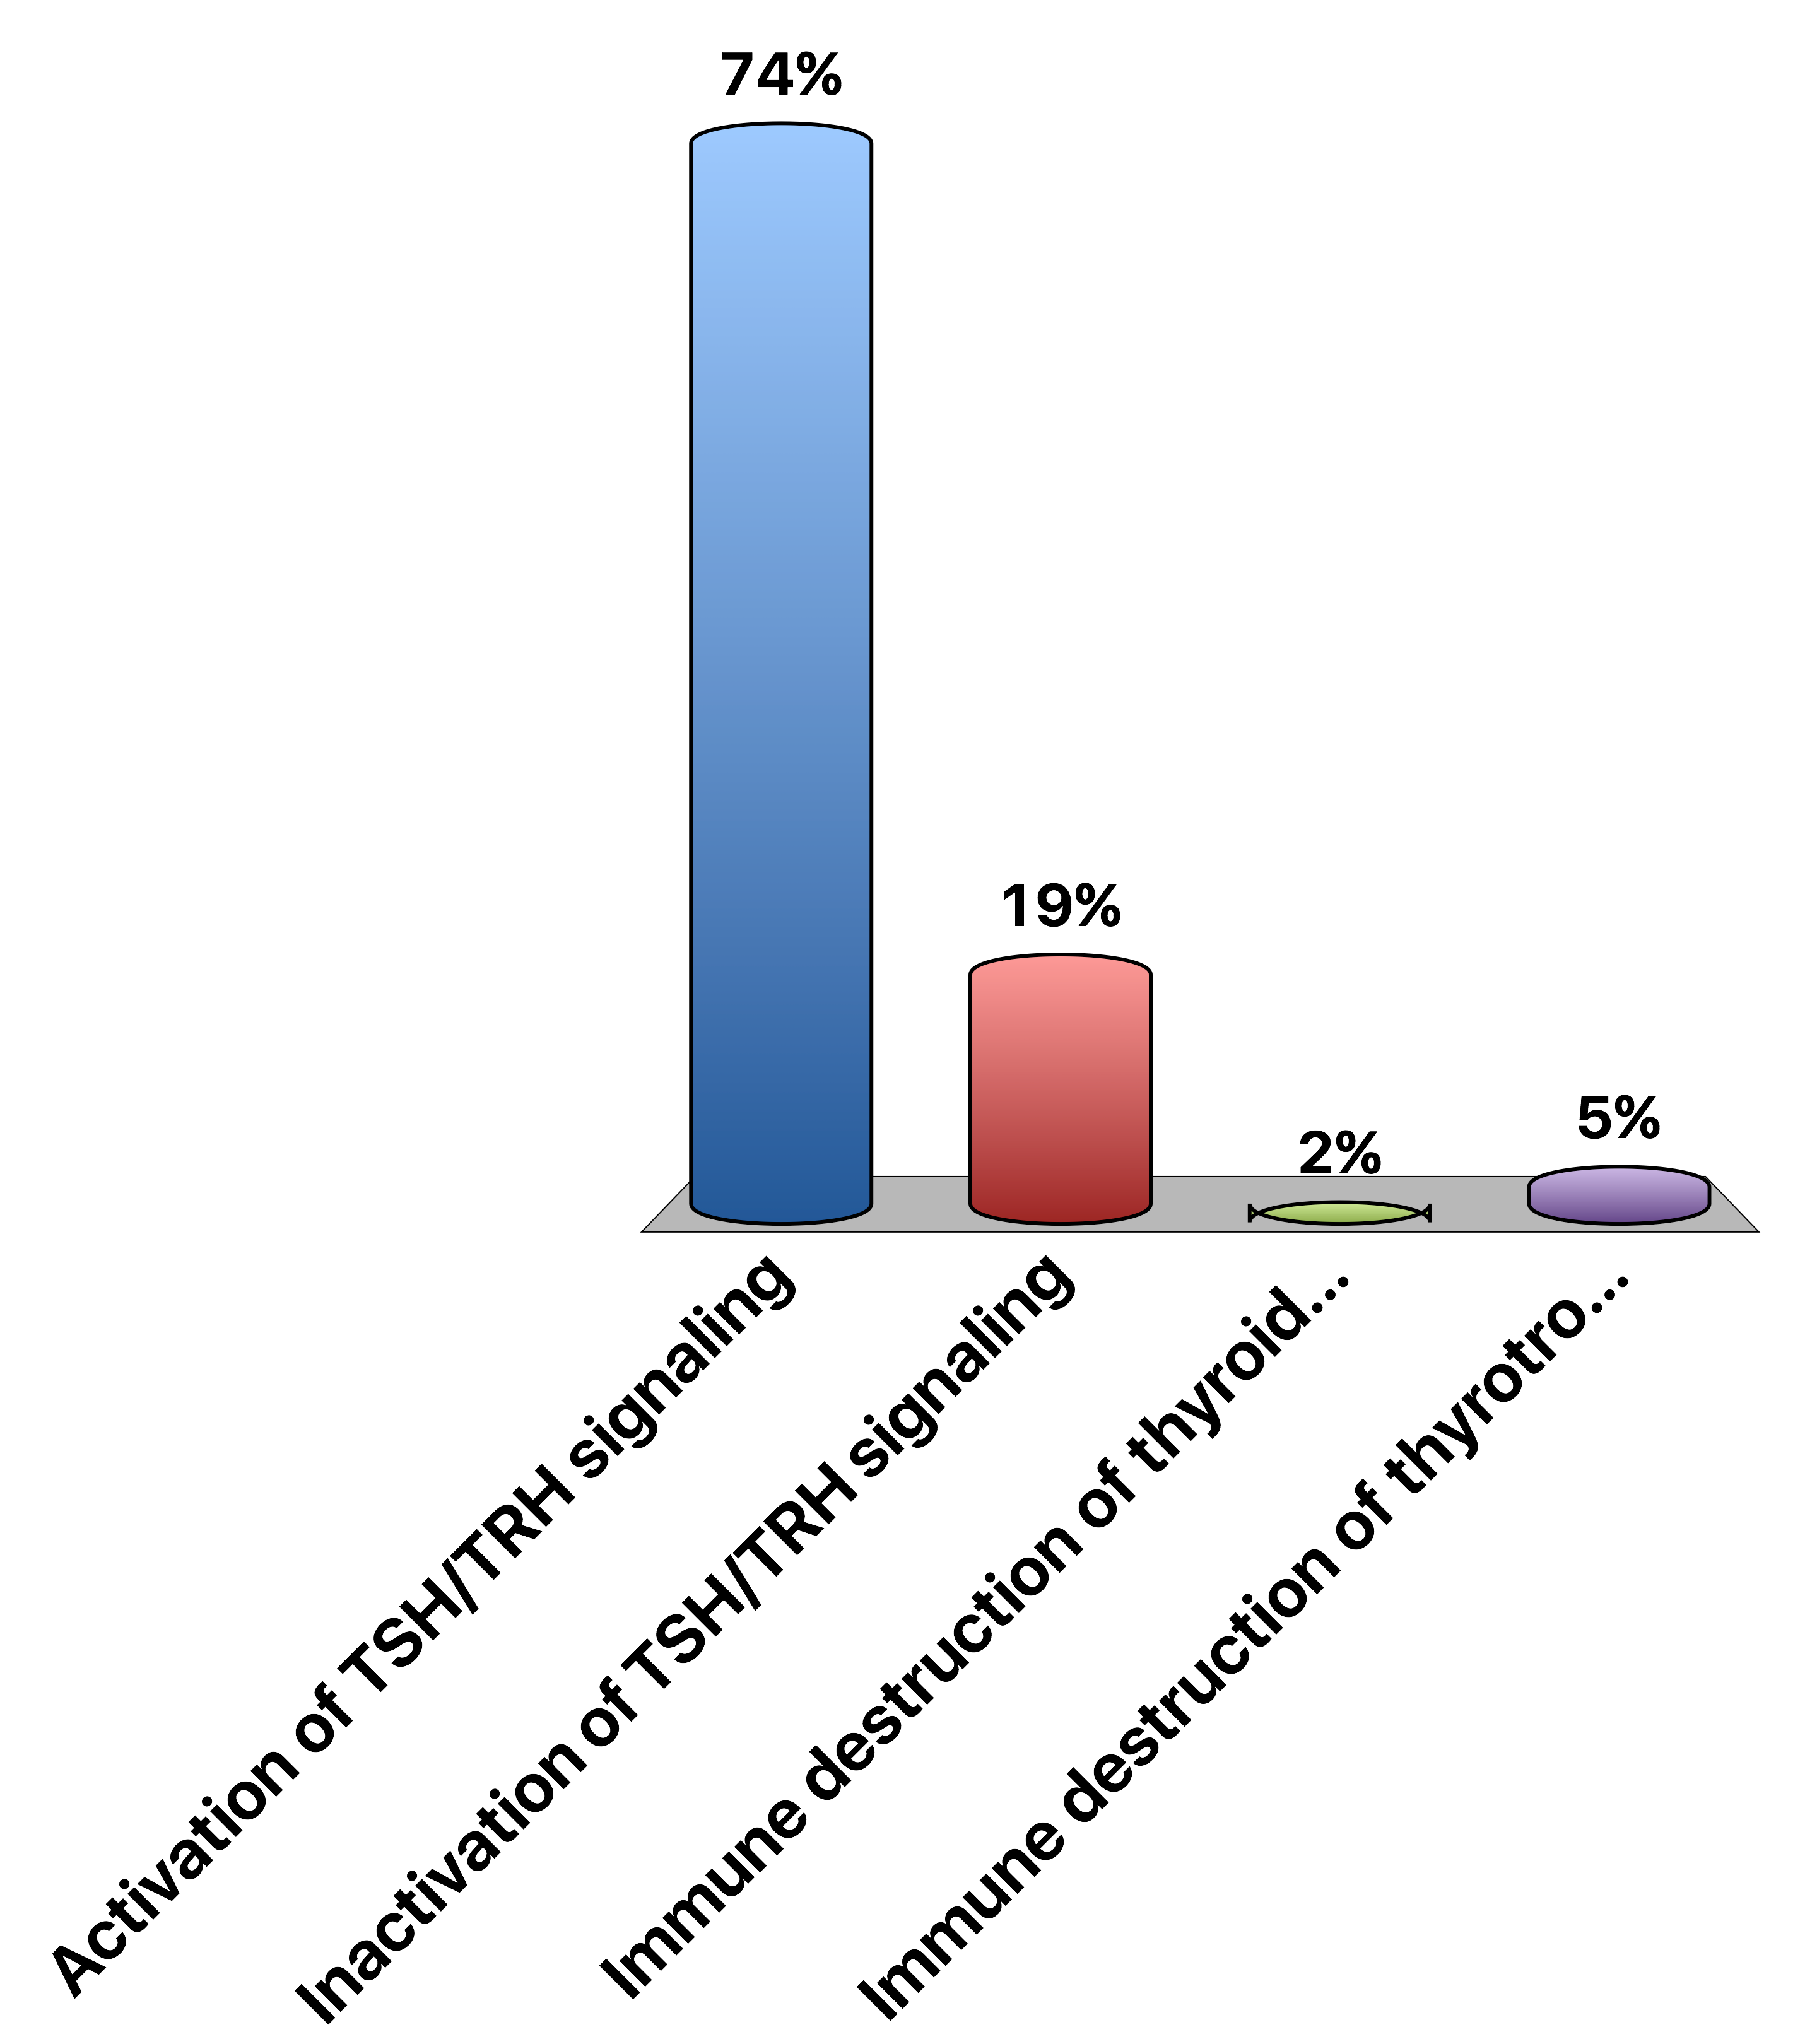 74%
19%
2%
5%
Activation of TSH/TRH signaling
Inactivation of TSH/TRH signaling
Immune destruction of thyroid...
Immune destruction of thyrotro...